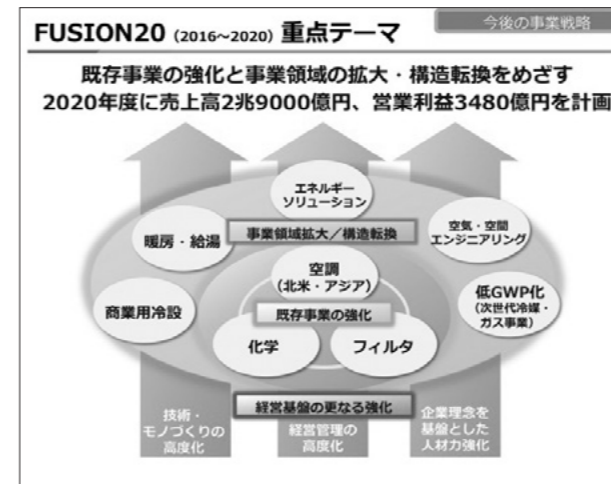 今後の事業戦略
FUSION20 (2016～2020) 重点テーマ
既存事業の強化と事業領域の拡大・構造転換をめざす
2020年度に売上高2兆9000億円、営業利益3480億円を計画
エネルギー
ソリューション
暖房・給湯
事業領域拡大／構造転換
空気・空間
エンジニアリング
空調
(北米・アジア)
商業用冷設
既存事業の強化
低GWP化
(次世代冷媒・
ガス事業)
化学
フィルタ
経営基盤の更なる強化
技術・
モノづくりの
高度化
経営管理の
高度化
企業理念を
基盤とした
人材力強化